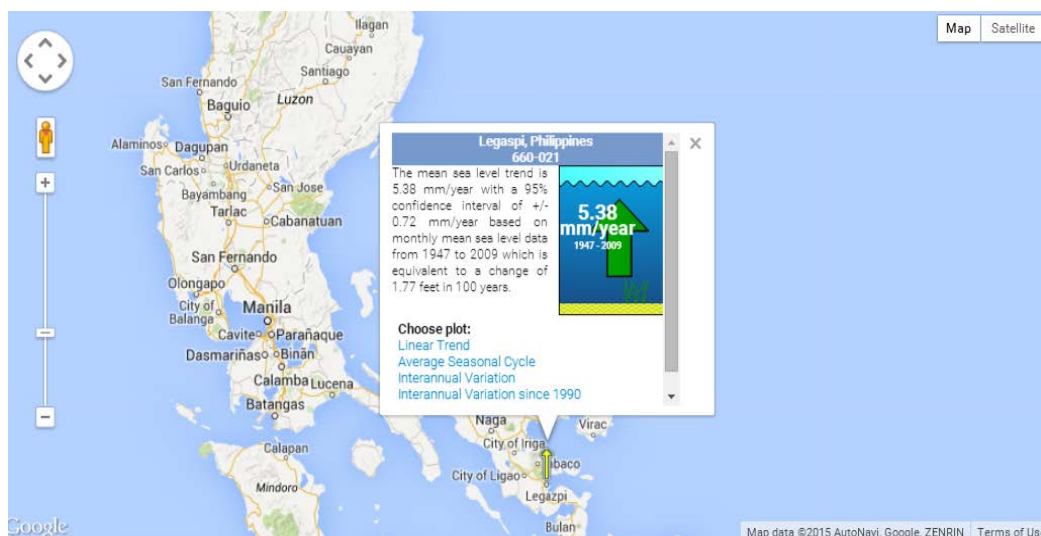 Ilagan
Cauayan
Santiago
San Fernando
Baguio
Luzon
Alaminos
Dagupan
San Carlos
Urdaneta
Bayambang
San Jose
Tarlac
Cabanatuan
San Fernando
Olongapo
City of
Balanga
Manila
Cavite
Parañaque
Dasmariñas
Biñan
Calamba
Lucena
Batangas
Calapan
Mindoro
Naga
Virac
City of Iriga
Tabaco
City of Ligao
Legazpi
Bulan
Map
Satellite
Legaspi, Philippines
660-021
The mean sea level trend is
5.38 mm/year with a 95%
confidence interval of +/-
0.72 mm/year based on
monthly mean sea level data
from 1947 to 2009 which is
equivalent to a change of
1.77 feet in 100 years.
5.38
mm/year
1947 - 2009
Choose plot:
Linear Trend
Average Seasonal Cycle
Interannual Variation
Interannual Variation since 1990
Google
Map data ©2015 AutoNavi, Google, ZENRIN
Terms of Us